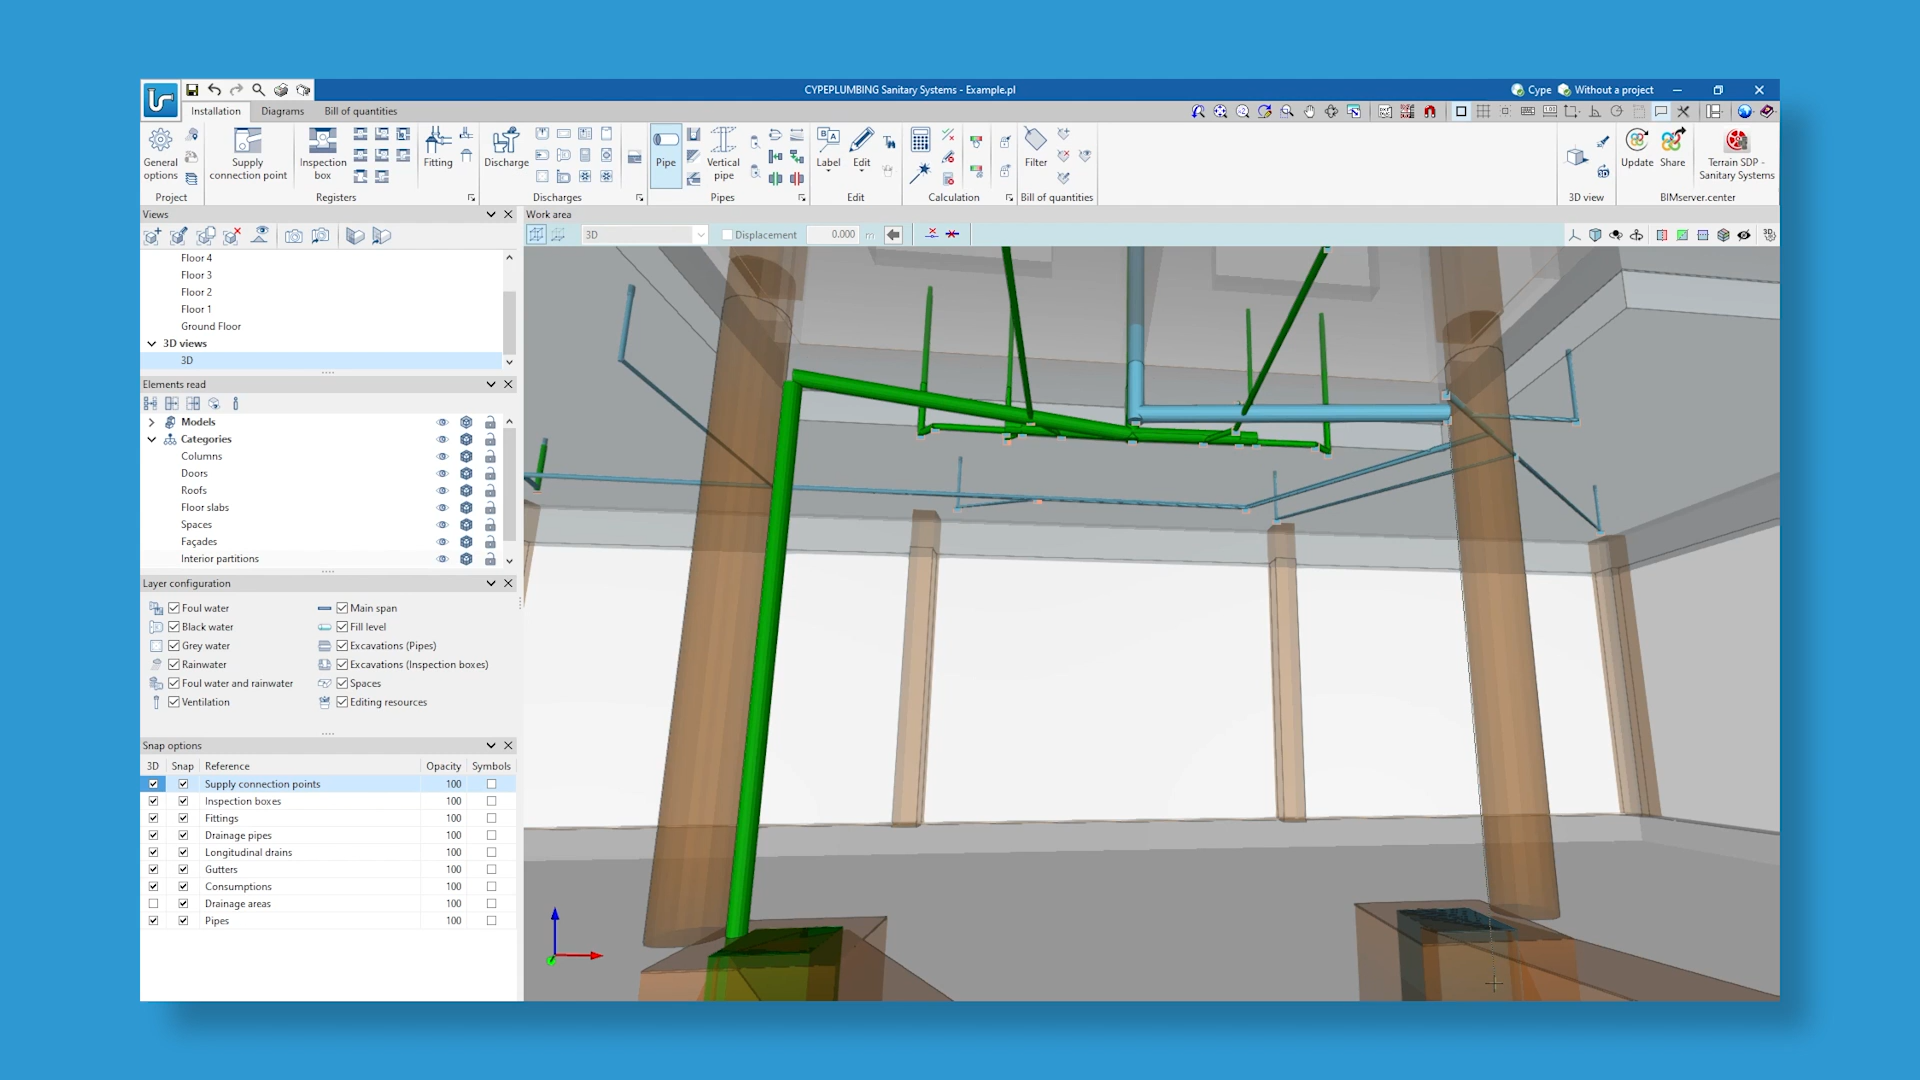 CYPEPLUMBING Sanitary Systems - Example.pl
Cype
Without a project
Installation
Diagrams
Bill of quantities
General options
Project
Supply connection point
Inspection box
Fitting
Registers
Discharge
Discharges
Pipe
Vertical pipe
Pipes
Label
Edit
Edit
Calculation
Filter
Bill of quantities
3D view
Update
Share
Terrain SDP - Sanitary Systems
BIMserver.center
Views
Work area
3D
Displacement
0.000
m
Floor 4
Floor 3
Floor 2
Floor 1
Ground Floor
3D views
3D
Elements read
Models
Categories
Columns
Doors
Roofs
Floor slabs
Spaces
Façades
Interior partitions
Layer configuration
Foul water
Main span
Black water
Fill level
Grey water
Excavations (Pipes)
Rainwater
Excavations (Inspection boxes)
Foul water and rainwater
Spaces
Ventilation
Editing resources
Snap options
3D Snap Reference Opacity Symbols
Supply connection points 100
Inspection boxes 100
Fittings 100
Drainage pipes 100
Longitudinal drains 100
Gutters 100
Consumptions 100
Drainage areas 100
Pipes 100